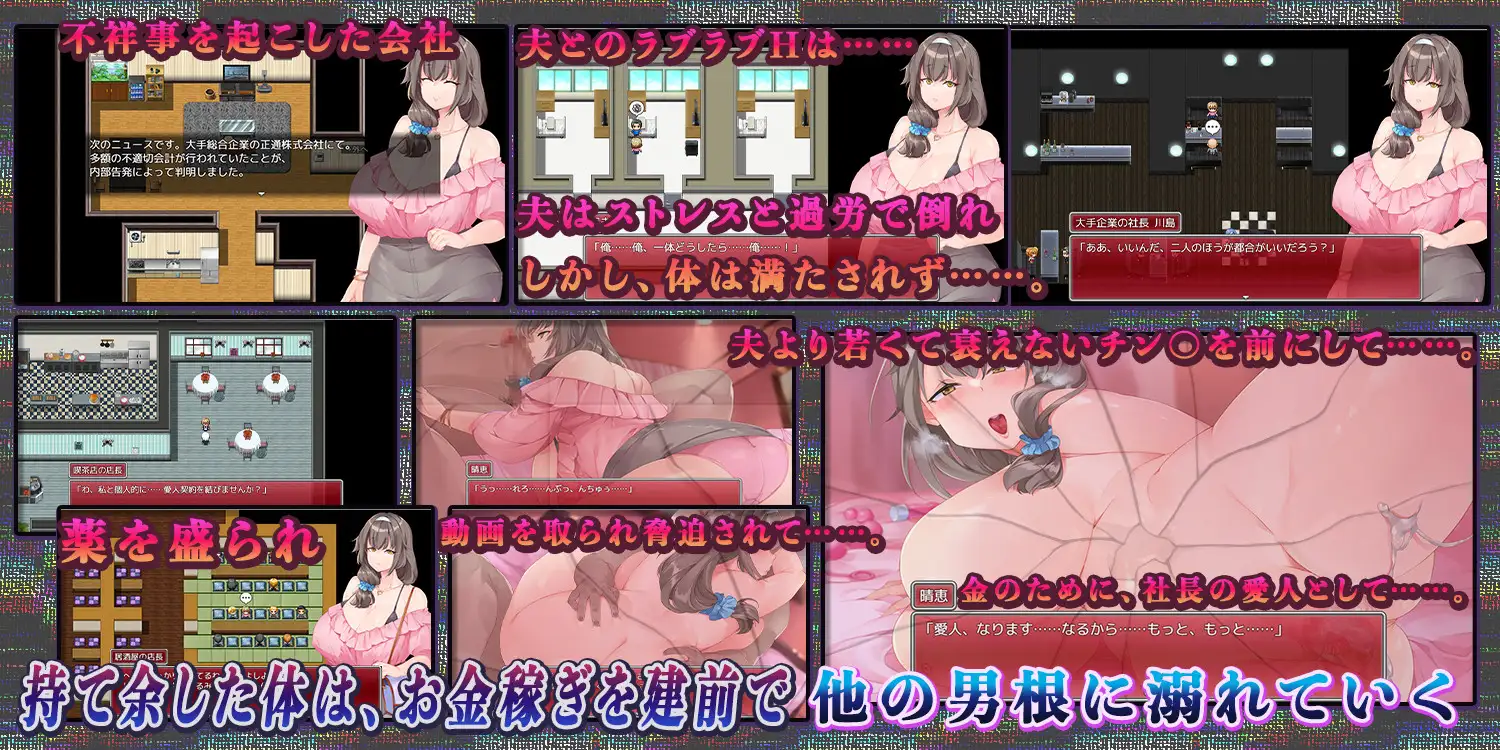 不祥事を起こした会社
次のニュースです。大手総合企業の正通株式会社にて。
多額の不適切会計が行われていたことが、
内部告発によって判明しました。
夫とのラブラブHは……
夫はストレスと過労で倒れ
「俺……俺、一体どうしたら……俺……！」
しかし、体は満たされず……。
大手企業の社長 川島
「ああ、いいんだ、二人のほうが都合がいいだろう？」
喫茶店の店長
「ね、私と個人的に……愛人契約を結びませんか？」
晴恵
「うっ……れろ……んぶっ、んちゅぅ……」
夫より若くて衰えないチン〇を前にして……。
薬を盛られ
居酒屋の店長
動画を取られ脅迫されて……。
晴恵
金のために、社長の愛人として……。
「愛人、なります……なるから……もっと、もっと……」
持て余した体は、お金稼ぎを建前で他の男根に溺れていく